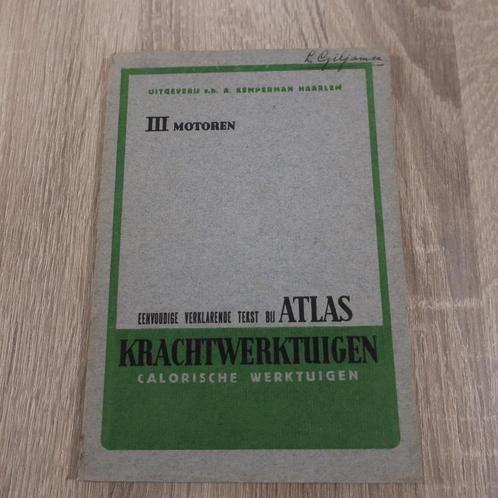 UITGEVERIJ v.h. A. KEMPERMAN HAARLEM
III MOTOREN
EENVOUDIGE VERKLARENDE TEKST BIJ ATLAS
KRACHTWERKTUIGEN
CALORISCHE WERKTUIGEN